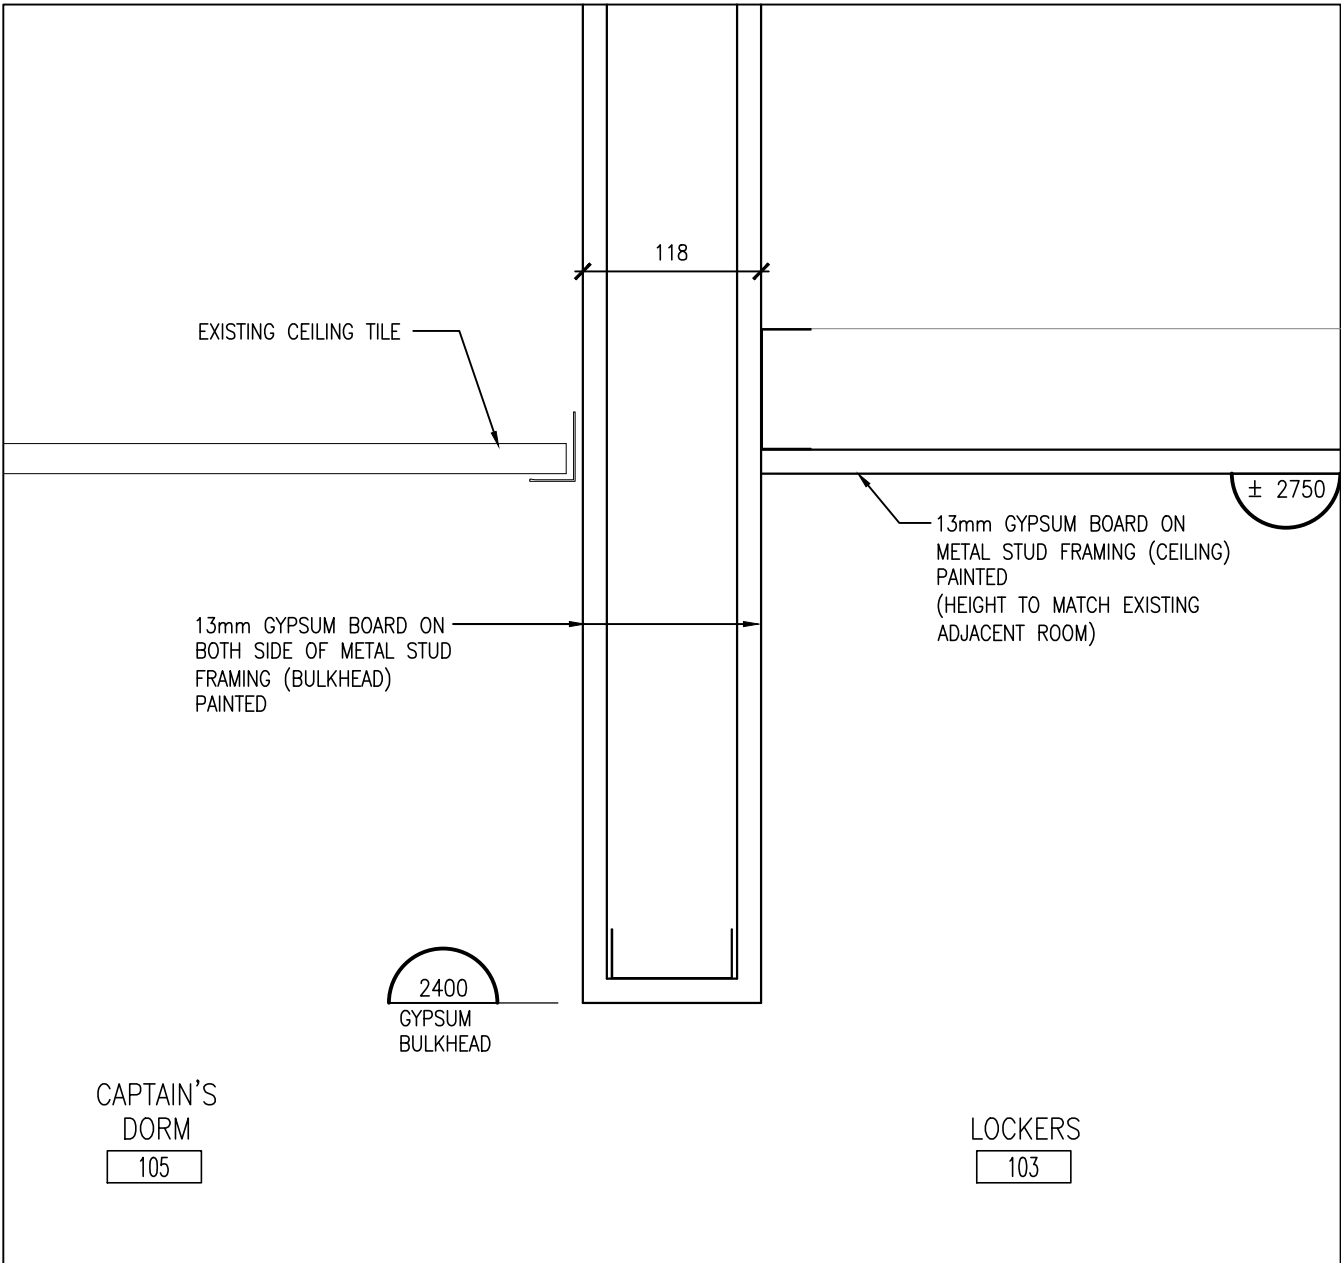 118
EXISTING CEILING TILE
± 2750
13mm GYPSUM BOARD ON
METAL STUD FRAMING (CEILING)
PAINTED
(HEIGHT TO MATCH EXISTING
ADJACENT ROOM)
13mm GYPSUM BOARD ON
BOTH SIDE OF METAL STUD
FRAMING (BULKHEAD)
PAINTED
2400
GYPSUM
BULKHEAD
CAPTAIN'S
DORM
105
LOCKERS
103